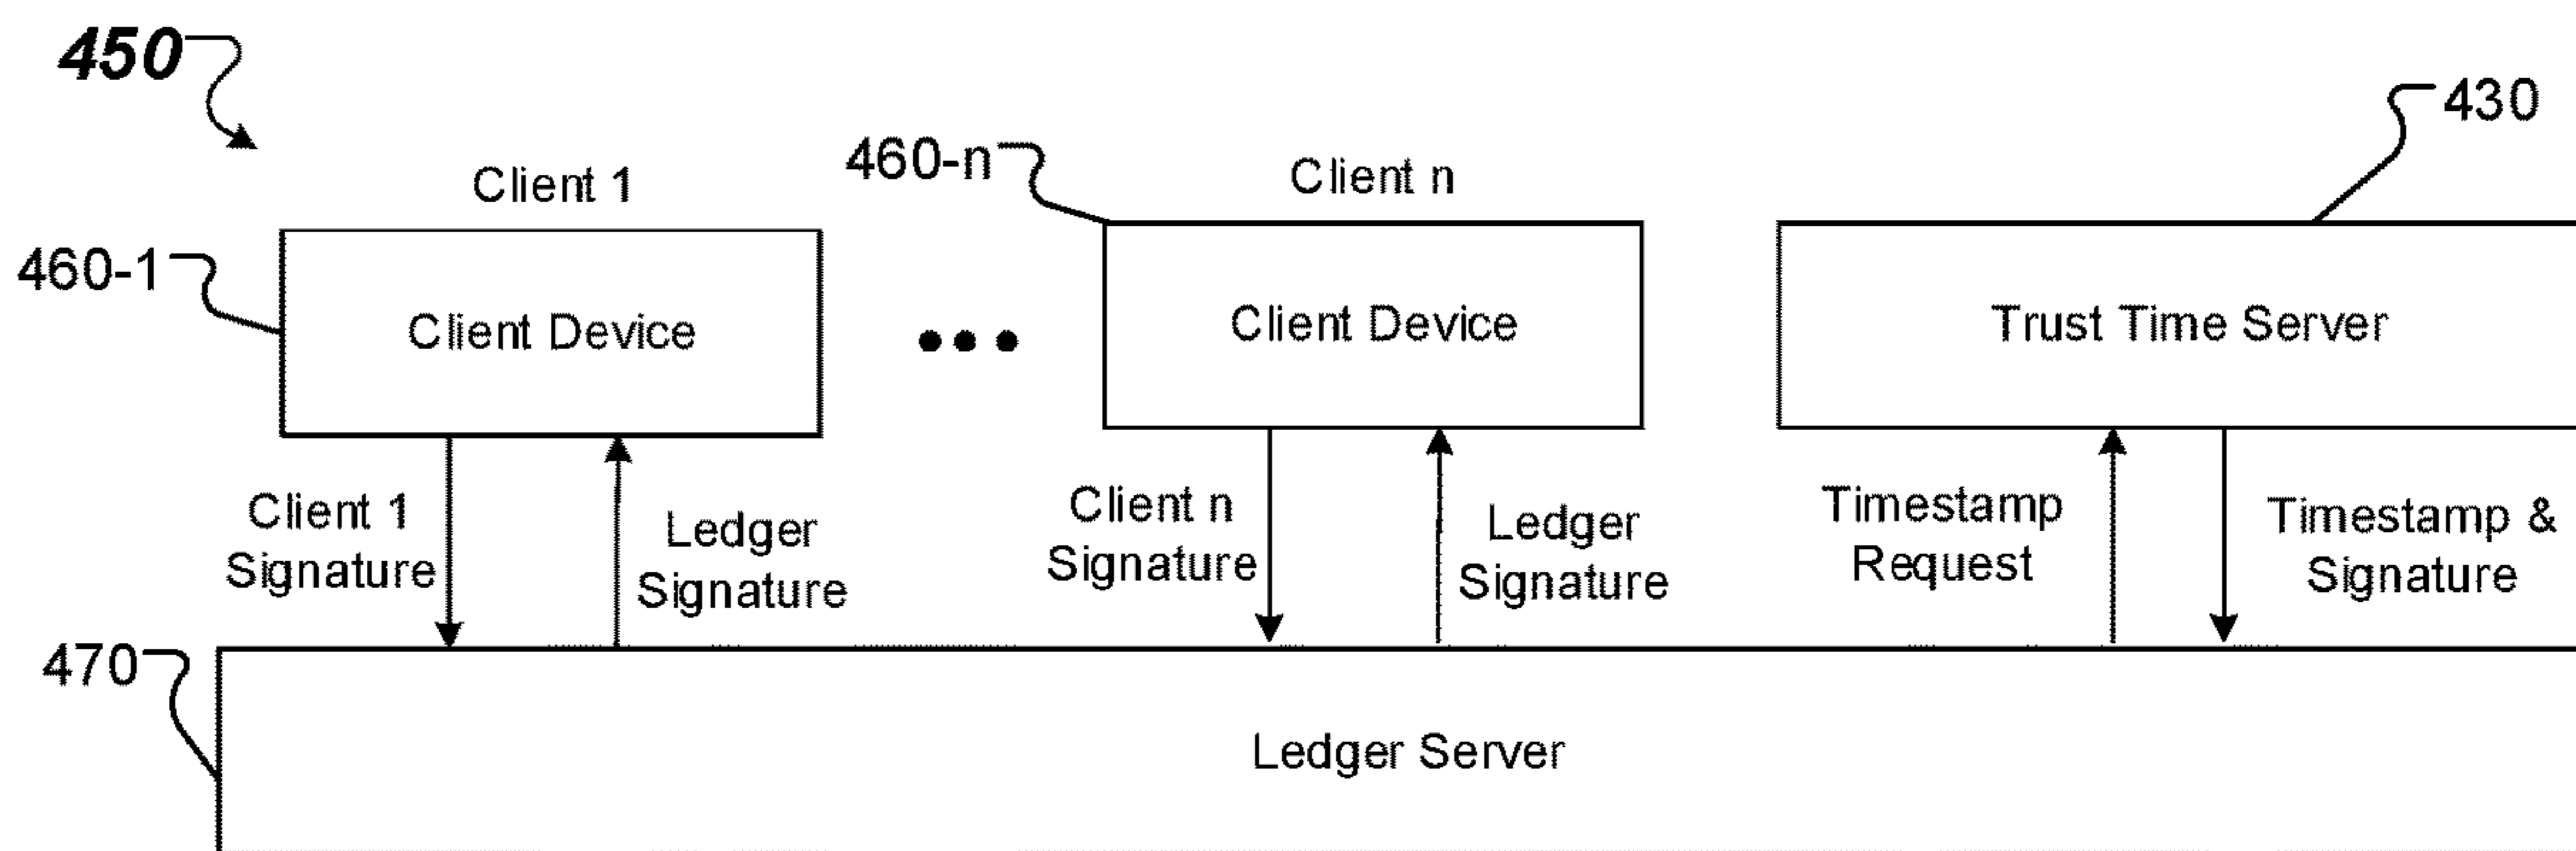 450
430
460-n
Client 1
Client n
460-1
Client Device
Client Device
Trust Time Server
Client 1
Signature
Ledger
Signature
Client n
Signature
Ledger
Signature
Timestamp
Request
Timestamp &
Signature
470
Ledger Server